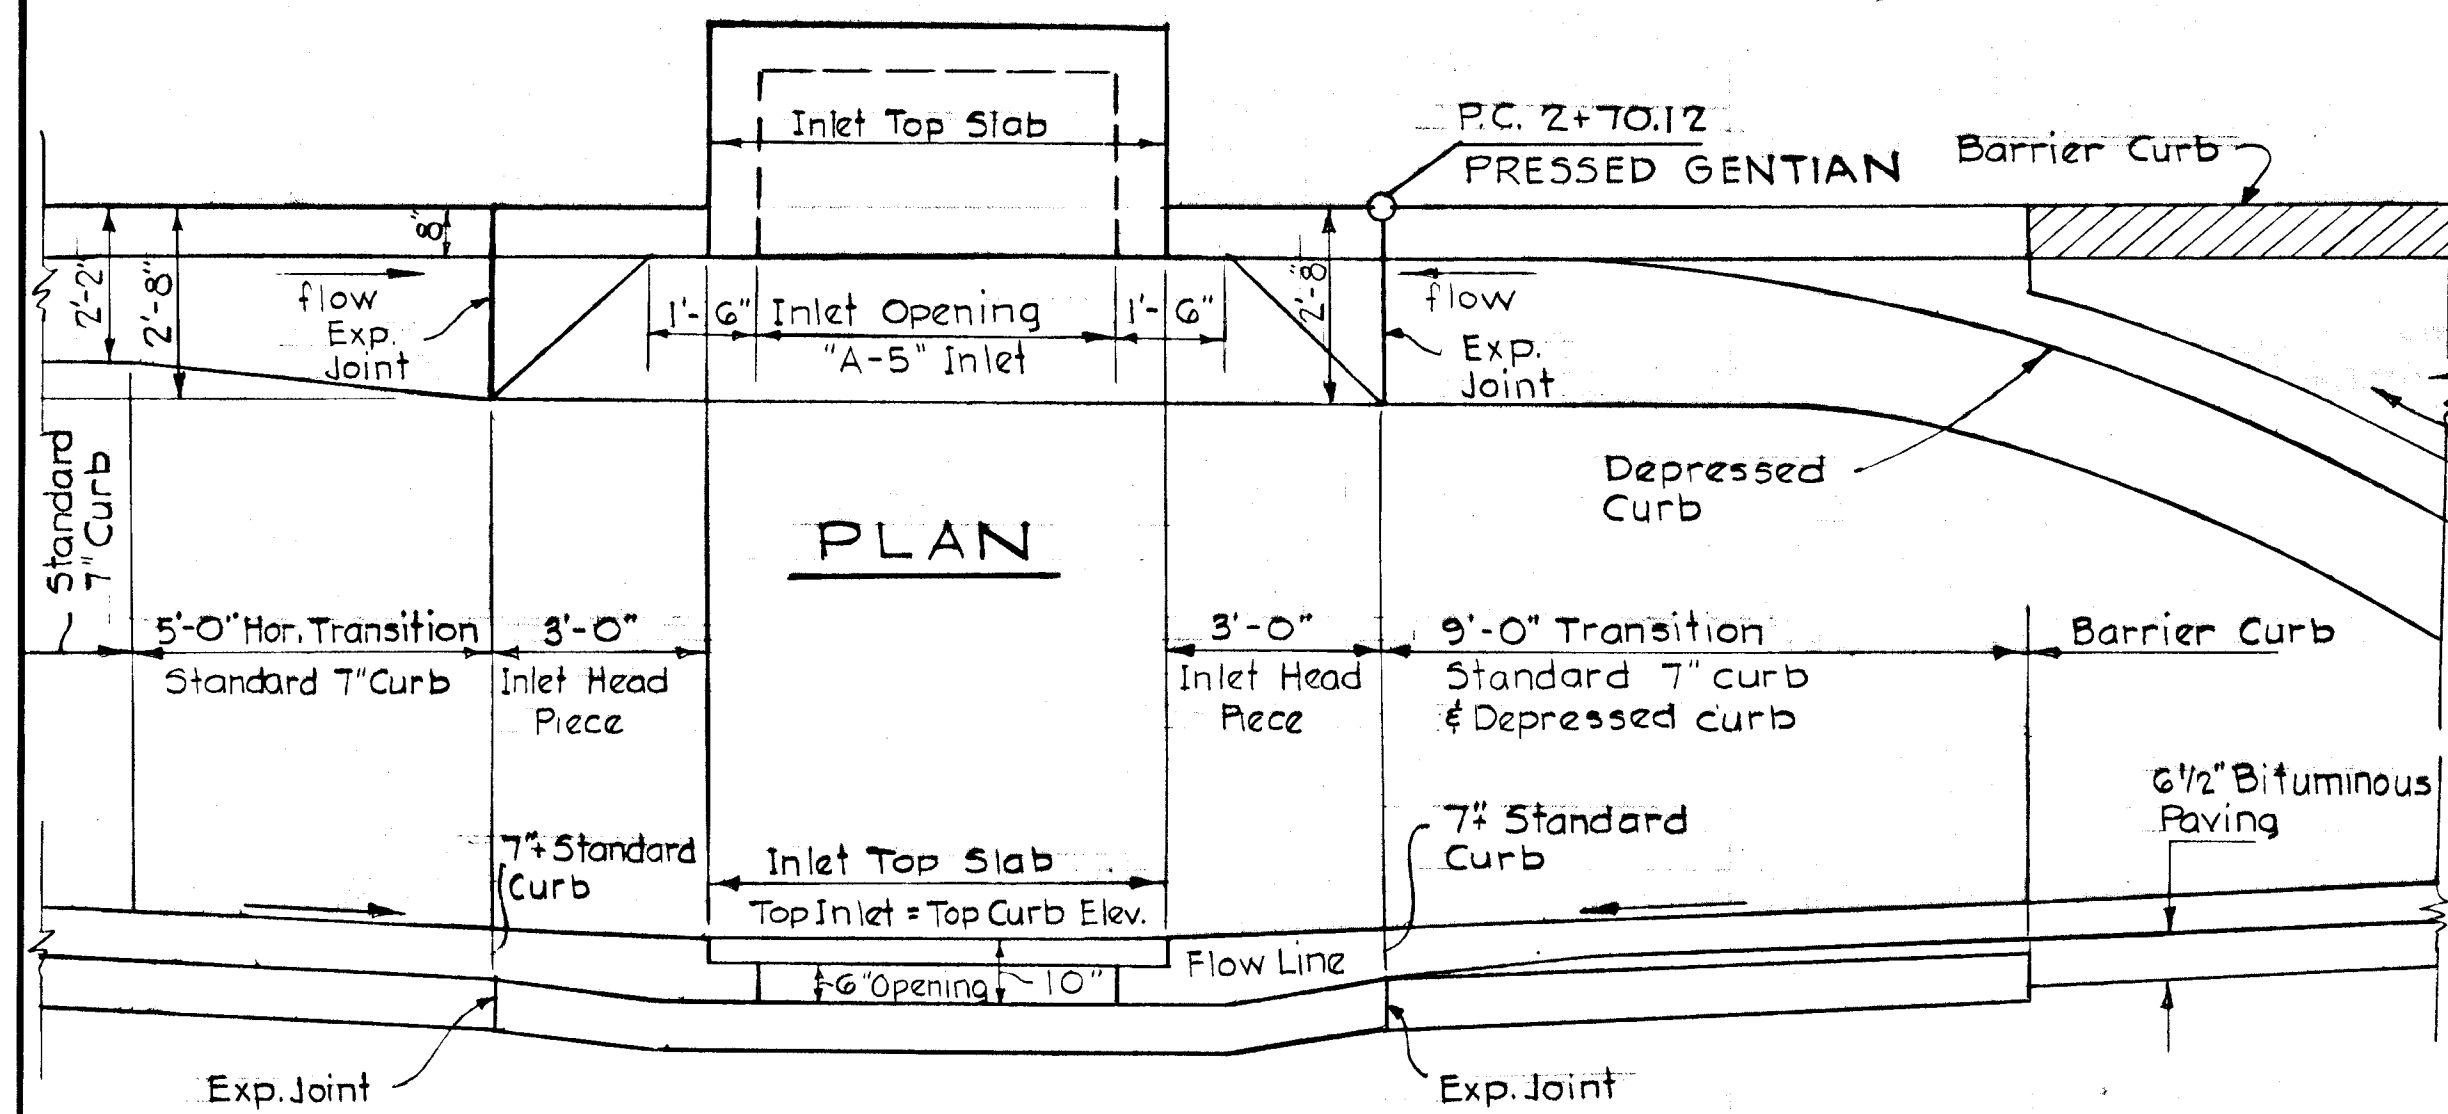 Inlet Top Slab
P.C. 2+70.12
PRESSED GENTIAN
Barrier Curb
8"
2'-2"
2'-8"
flow
Exp.
Joint
1'-6"
Inlet Opening
1'-6"
"A-5" Inlet
2'-8"
flow
Exp.
Joint
Depressed
Curb
Standard
7" Curb
PLAN
5'-0" Hor. Transition
Standard 7" Curb
3'-0"
Inlet Head
Piece
3'-0"
Inlet Head
Piece
9'-0" Transition
Standard 7" curb
& Depressed curb
Barrier Curb
6 1/2" Bituminous
Paving
7"+ Standard
Curb
Inlet Top Slab
Top Inlet = Top Curb Elev.
7"+ Standard
Curb
6" Opening
10"
Flow Line
Exp. Joint
Exp. Joint